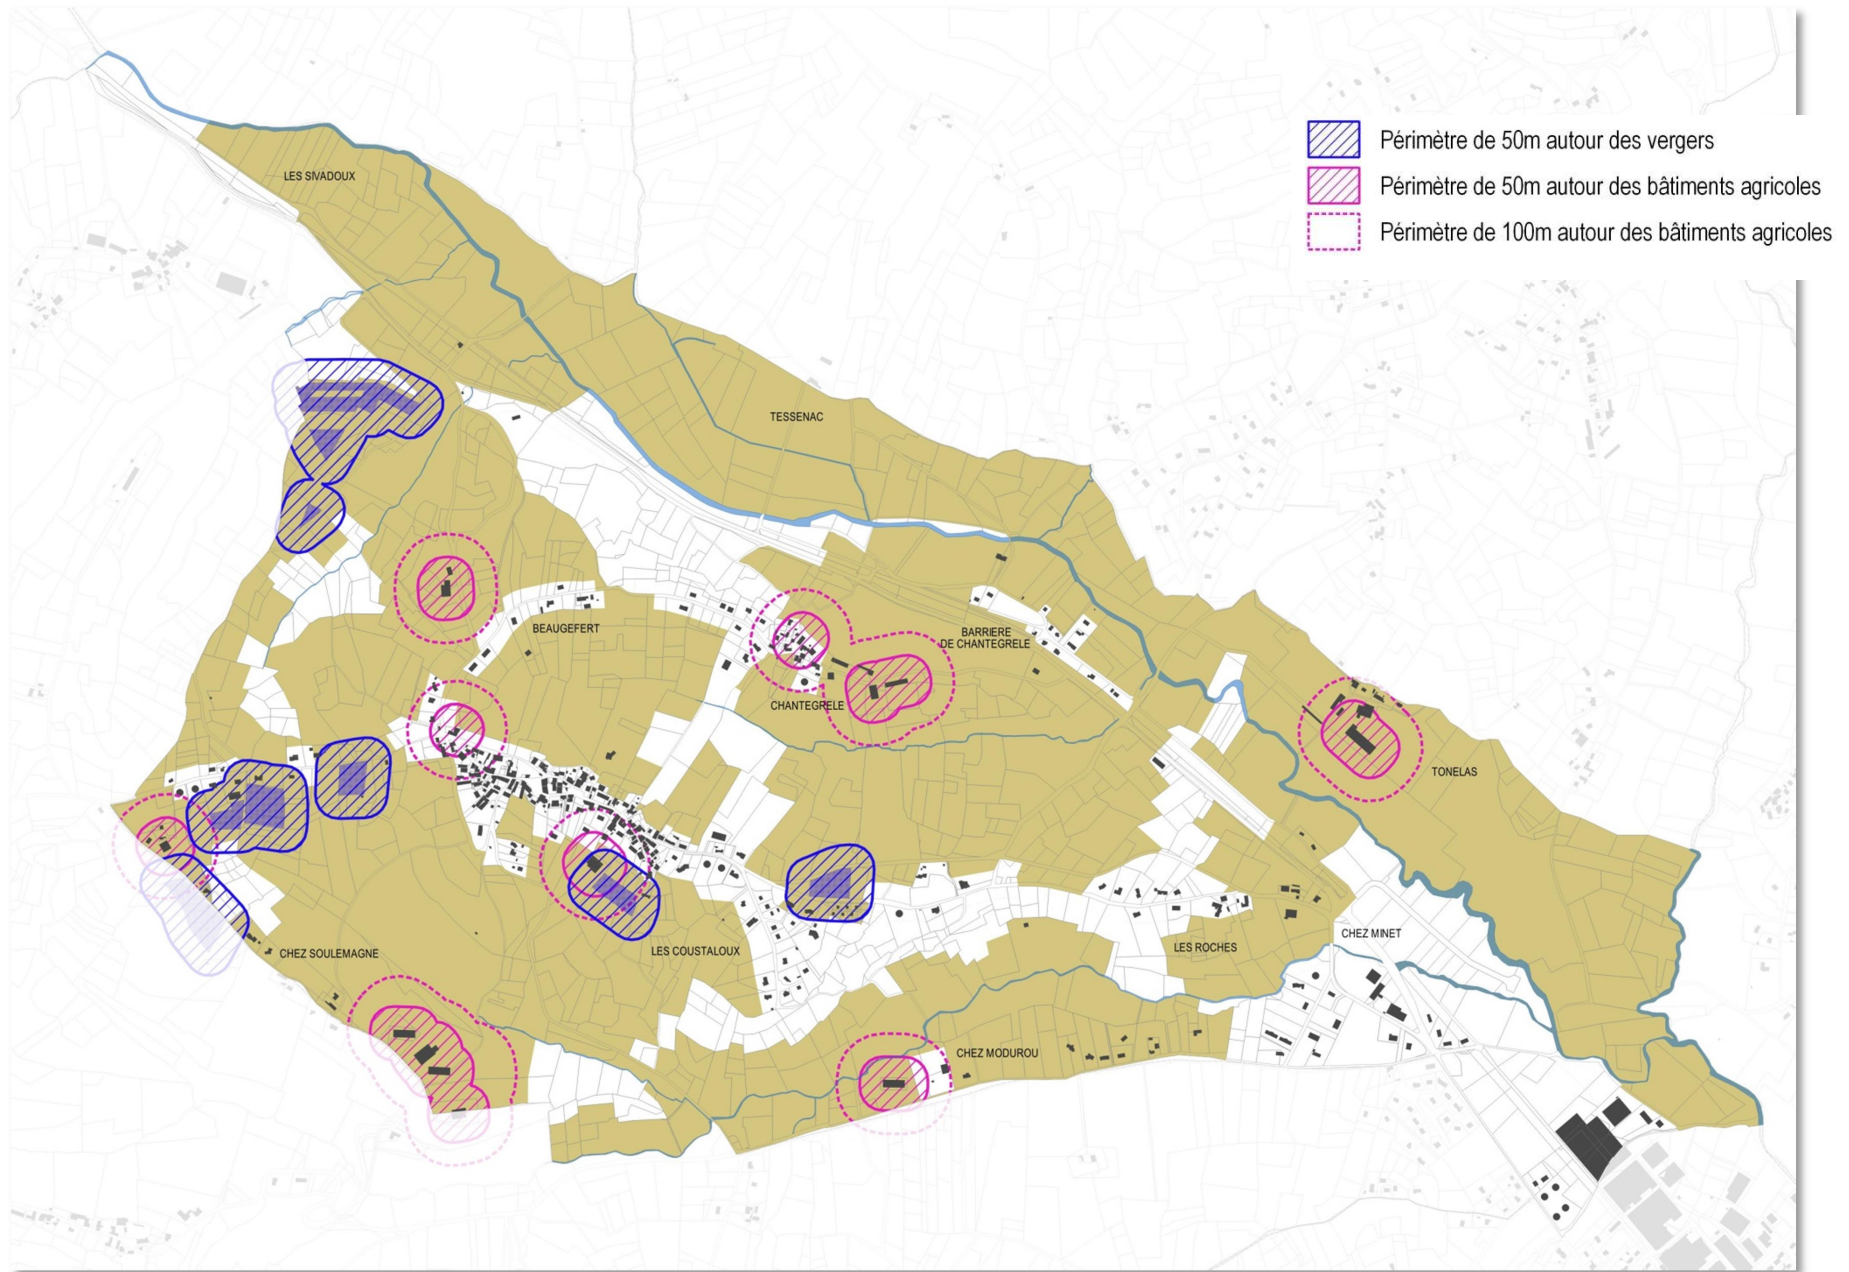 Périmètre de 50m autour des vergers
Périmètre de 50m autour des bâtiments agricoles
Périmètre de 100m autour des bâtiments agricoles
LES SIVADOUX
TESSENAC
BEAUGEFERT
BARRIERE
DE CHANTEGRELE
CHANTEGRELE
TONELAS
CHEZ SOULEMAGNE
LES COUSTALOUX
LES ROCHES
CHEZ MINET
CHEZ MODUROU